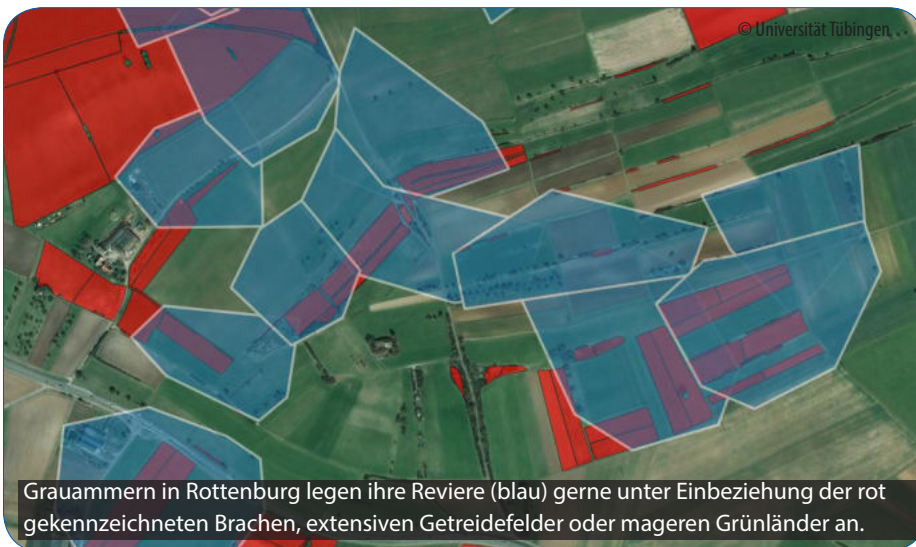 © Universität Tübingen
Grauammern in Rottenburg legen ihre Reviere (blau) gerne unter Einbeziehung der rot
gekennzeichneten Brachen, extensiven Getreidefelder oder mageren Grünländer an.